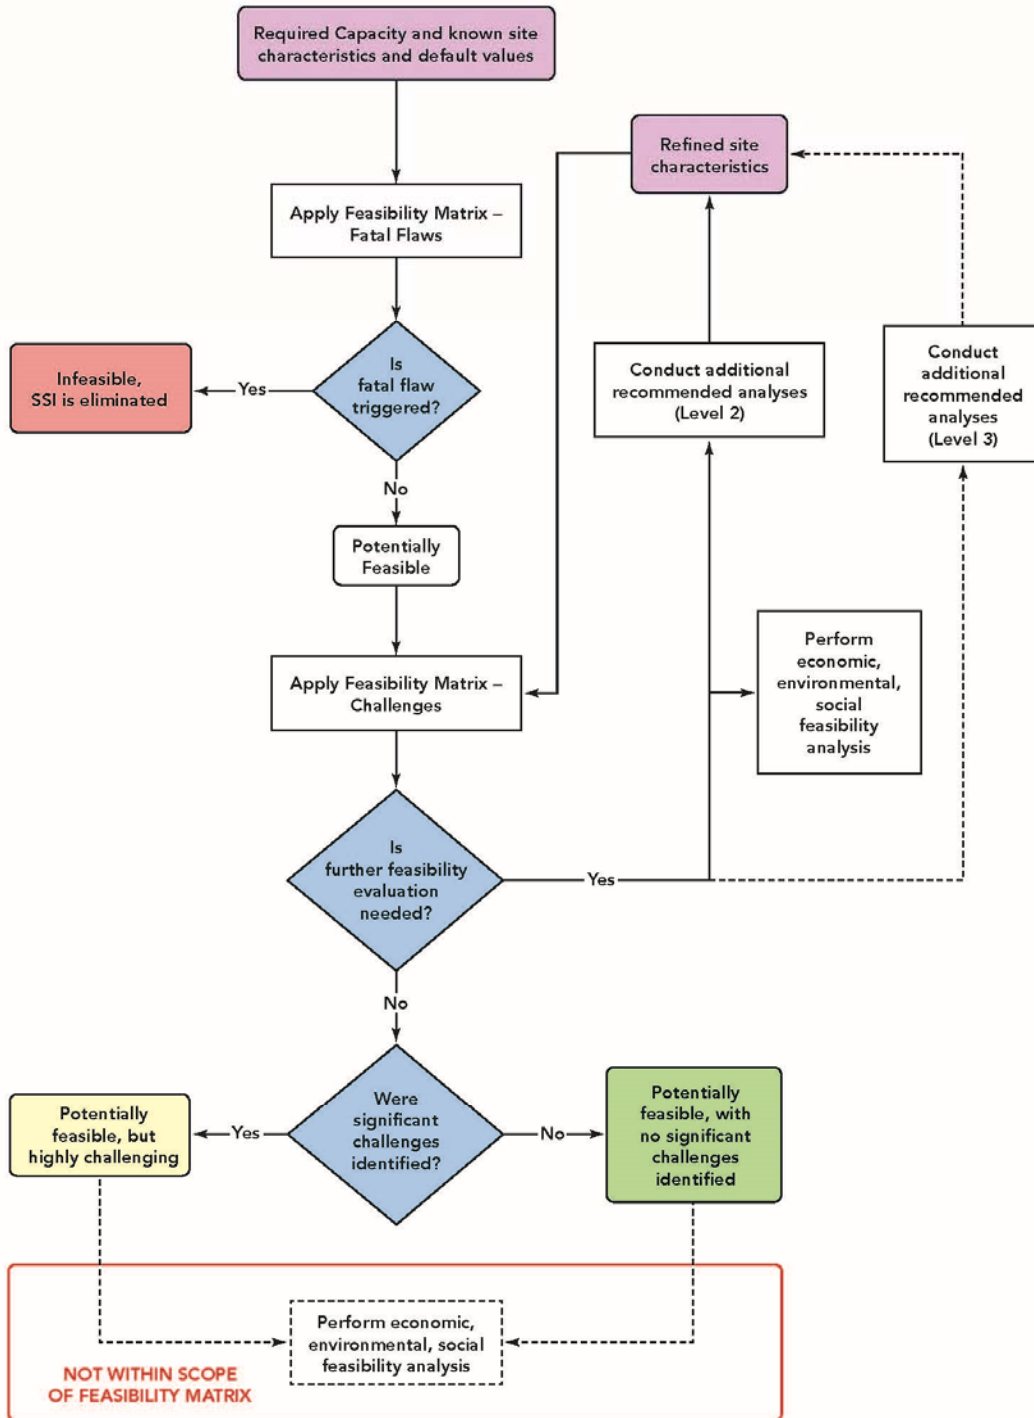 Required Capacity and known site
characteristics and default values
Refined site
characteristics
Apply Feasibility Matrix –
Fatal Flaws
Is
fatal flaw
triggered?
Yes
Infeasible,
SSI is eliminated
Conduct additional
recommended analyses
(Level 2)
Conduct
additional
recommended
analyses
(Level 3)
No
Potentially
Feasible
Perform
economic,
environmental,
social
feasibility
analysis
Apply Feasibility Matrix –
Challenges
Is
further feasibility
evaluation
needed?
Yes
No
Were
significant
challenges
identified?
Yes
Potentially
feasible, but
highly challenging
No
Potentially
feasible, with
no significant
challenges
identified
Perform economic,
environmental, social
feasibility analysis
NOT WITHIN SCOPE
OF FEASIBILITY MATRIX